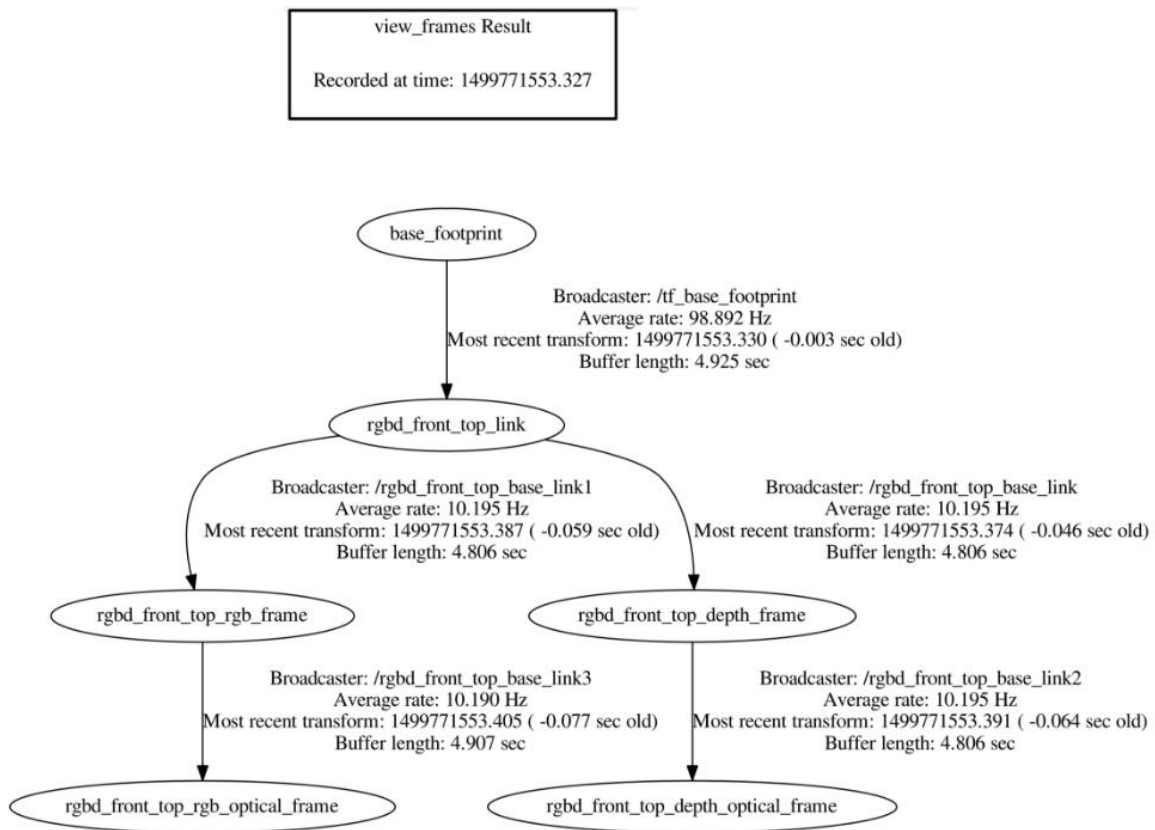 view_frames Result
Recorded at time: 1499771553.327
base_footprint
Broadcaster: /tf_base_footprint
Average rate: 98.892 Hz
Most recent transform: 1499771553.330 ( -0.003 sec old)
Buffer length: 4.925 sec
rgbd_front_top_link
Broadcaster: /rgbd_front_top_base_link1
Average rate: 10.195 Hz
Most recent transform: 1499771553.387 ( -0.059 sec old)
Buffer length: 4.806 sec
Broadcaster: /rgbd_front_top_base_link
Average rate: 10.195 Hz
Most recent transform: 1499771553.374 ( -0.046 sec old)
Buffer length: 4.806 sec
rgbd_front_top_rgb_frame
rgbd_front_top_depth_frame
Broadcaster: /rgbd_front_top_base_link3
Average rate: 10.190 Hz
Most recent transform: 1499771553.405 ( -0.077 sec old)
Buffer length: 4.907 sec
Broadcaster: /rgbd_front_top_base_link2
Average rate: 10.195 Hz
Most recent transform: 1499771553.391 ( -0.064 sec old)
Buffer length: 4.806 sec
rgbd_front_top_rgb_optical_frame
rgbd_front_top_depth_optical_frame